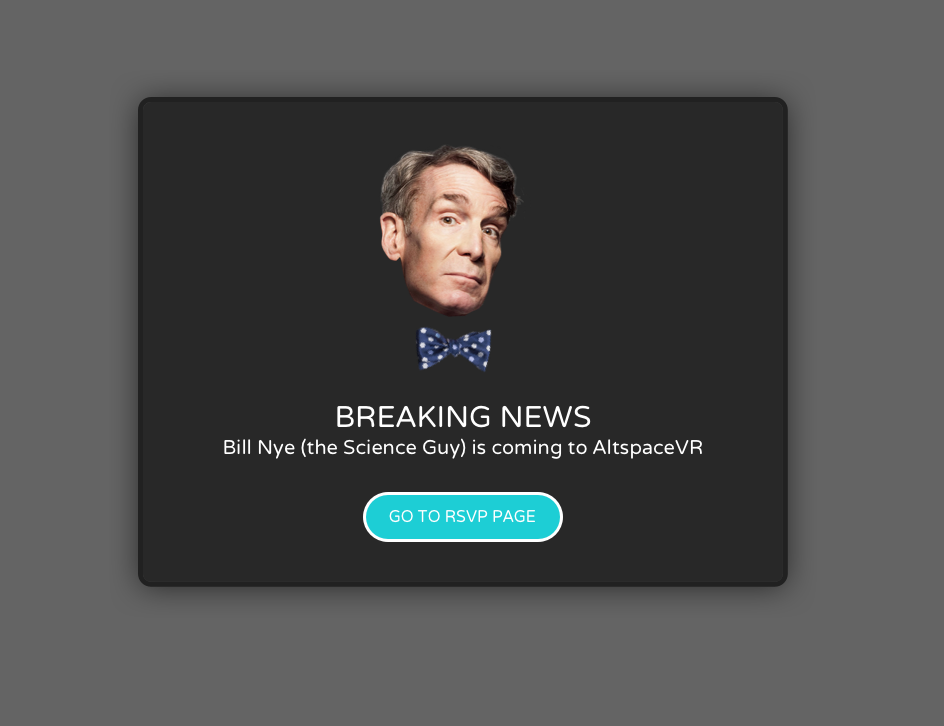 BREAKING NEWS
Bill Nye (the Science Guy) is coming to AltspaceVR
GO TO RSVP PAGE